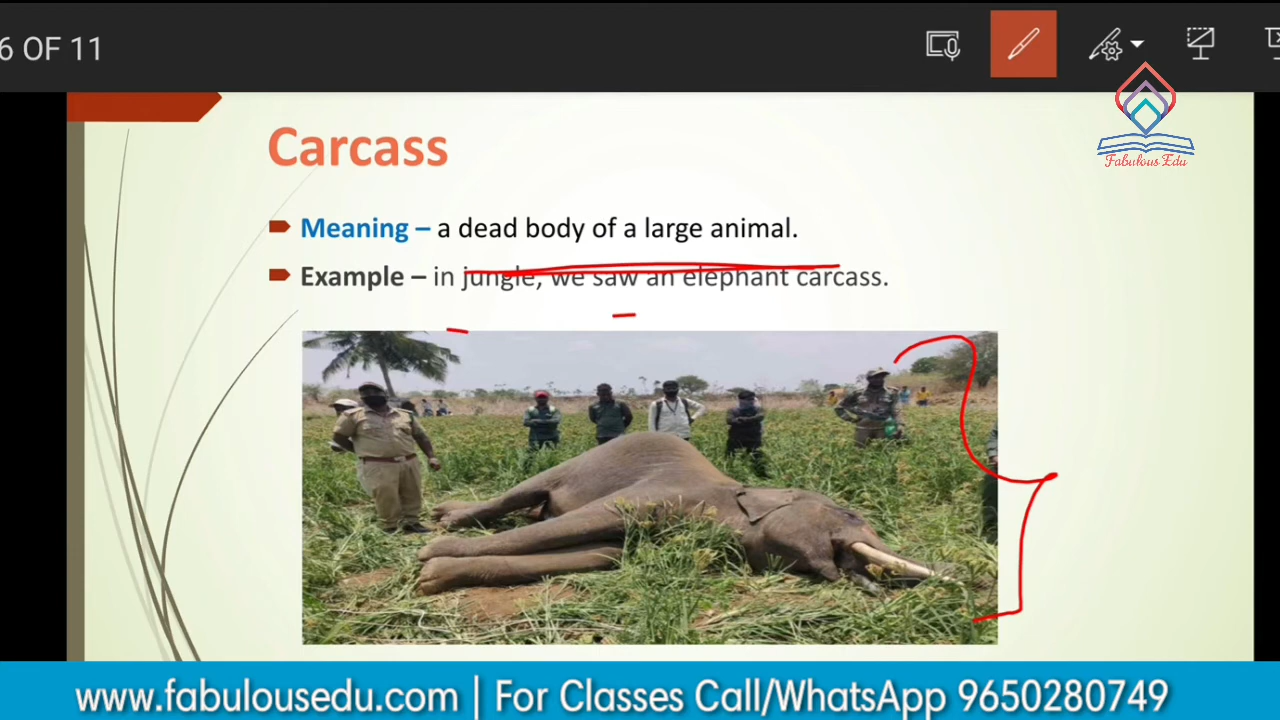 6 OF 11
Fabulous Edu
Carcass
Meaning – a dead body of a large animal.
Example – in jungle, we saw an elephant carcass.
www.fabulousedu.com | For Classes Call/WhatsApp 9650280749